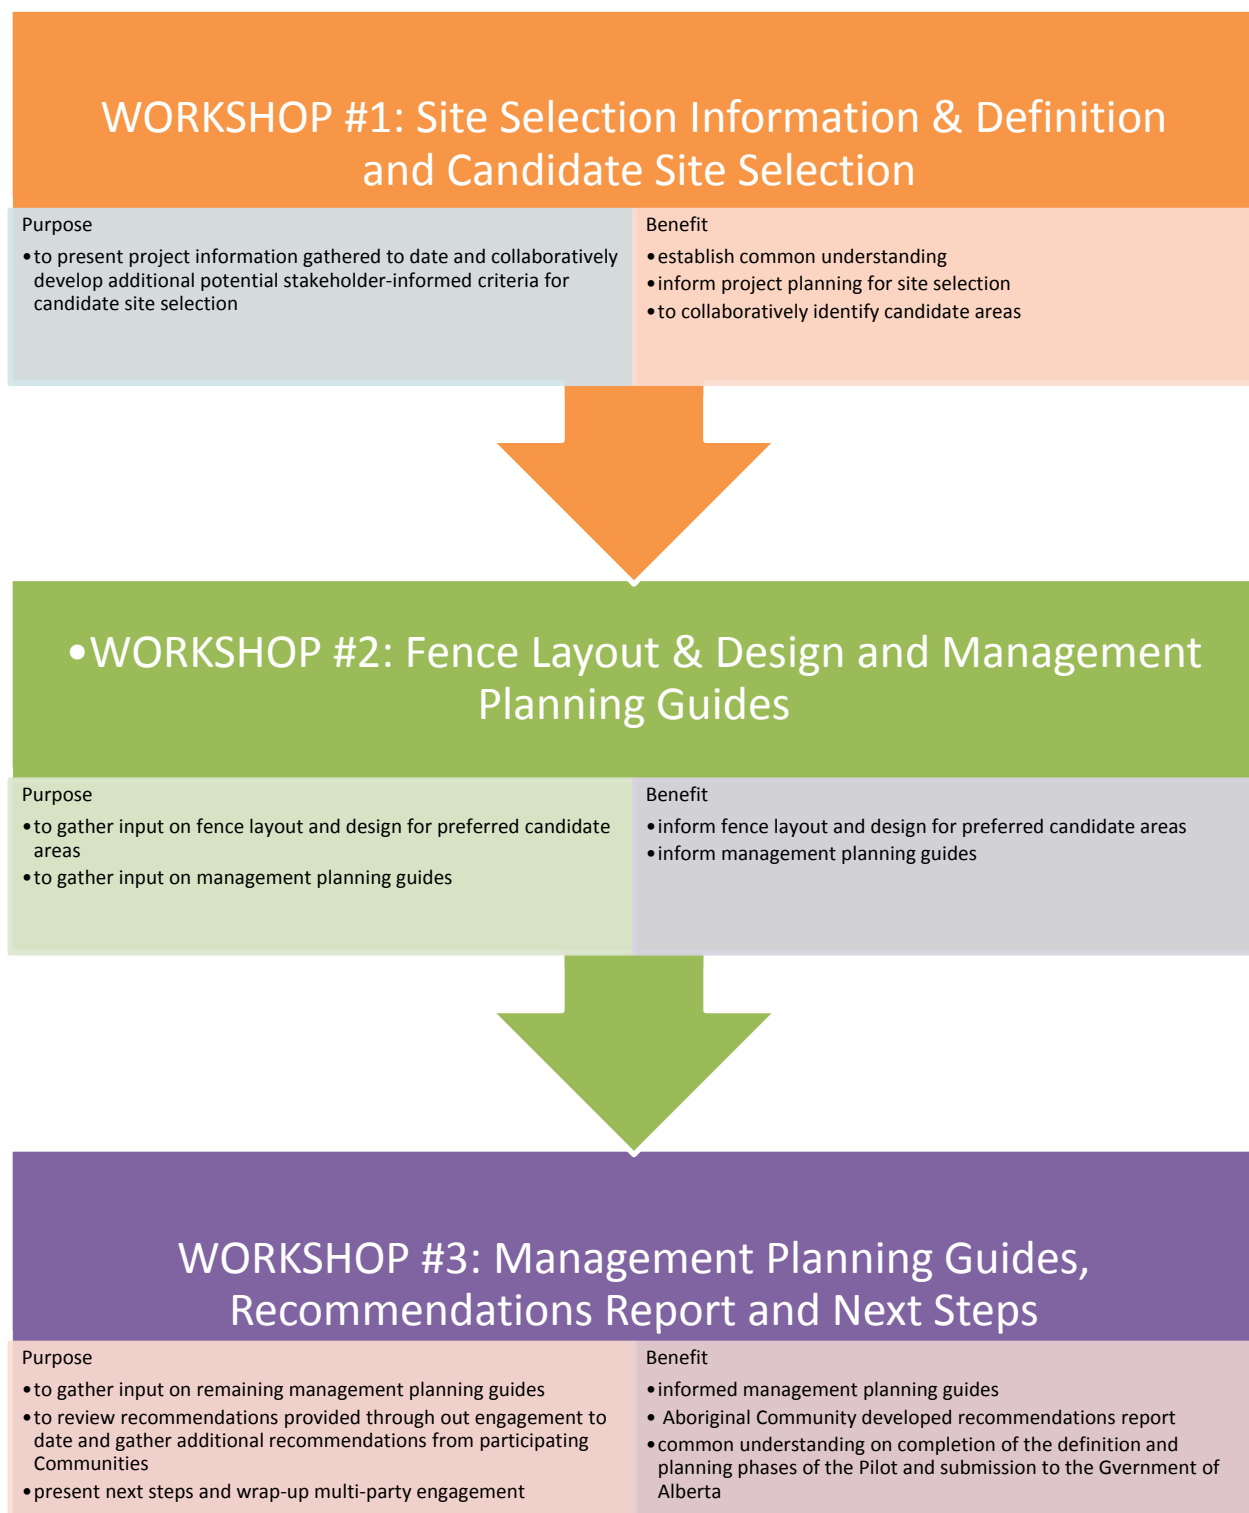 WORKSHOP #1: Site Selection Information & Definition
and Candidate Site Selection
Purpose
•to present project information gathered to date and collaboratively
develop additional potential stakeholder-informed criteria for
candidate site selection
Benefit
•establish common understanding
•inform project planning for site selection
•to collaboratively identify candidate areas
•WORKSHOP #2: Fence Layout & Design and Management
Planning Guides
Purpose
•to gather input on fence layout and design for preferred candidate
areas
•to gather input on management planning guides
Benefit
•inform fence layout and design for preferred candidate areas
•inform management planning guides
WORKSHOP #3: Management Planning Guides,
Recommendations Report and Next Steps
Purpose
•to gather input on remaining management planning guides
•to review recommendations provided through out engagement to
date and gather additional recommendations from participating
Communities
•present next steps and wrap-up multi-party engagement
Benefit
•informed management planning guides
• Aboriginal Community developed recommendations report
•common understanding on completion of the definition and
planning phases of the Pilot and submission to the Gvernment of
Alberta